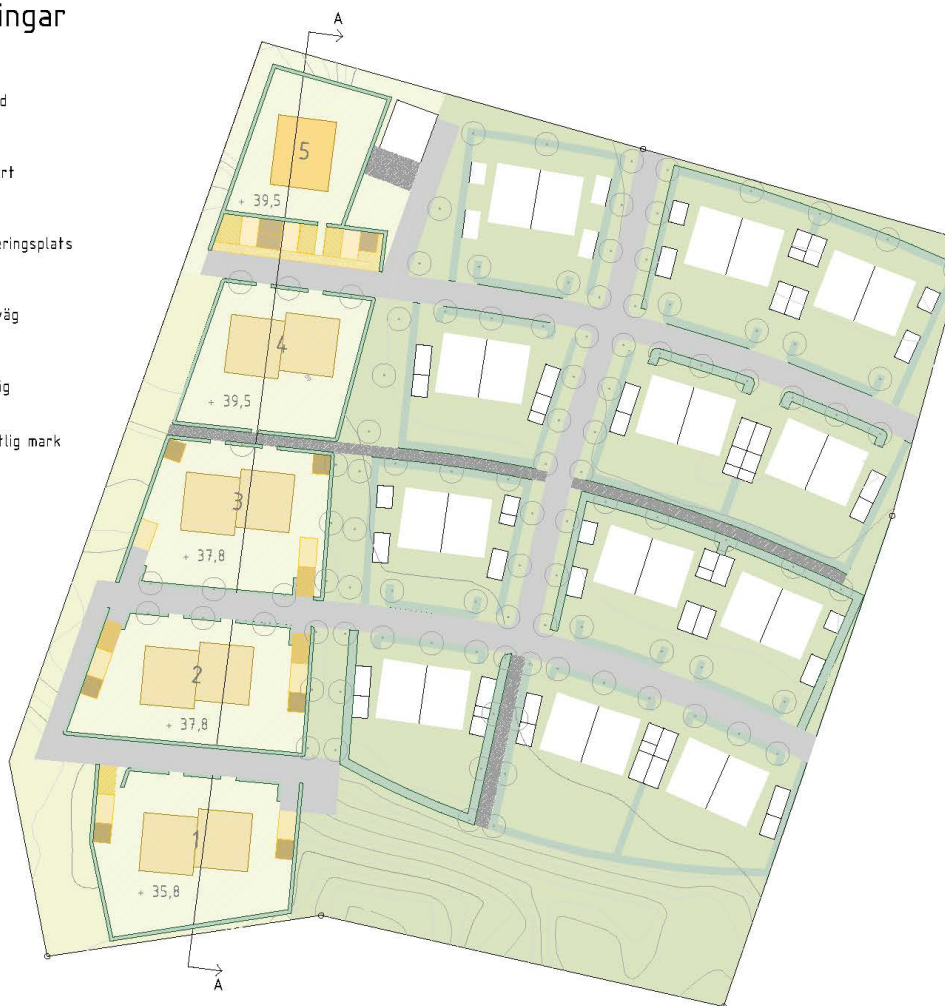 ingar
A
d
rt
eringsplats
väg
ig
tlig mark
5
+ 39,5
4
+ 39,5
3
+ 37,8
2
+ 37,8
1
+ 35,8
A